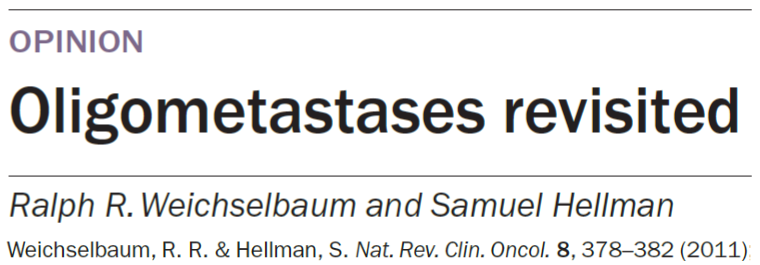 OPINION
Oligometastases revisited
Ralph R. Weichselbaum and Samuel Hellman
Weichselbaum, R. R. & Hellman, S. Nat. Rev. Clin. Oncol. 8, 378–382 (2011)